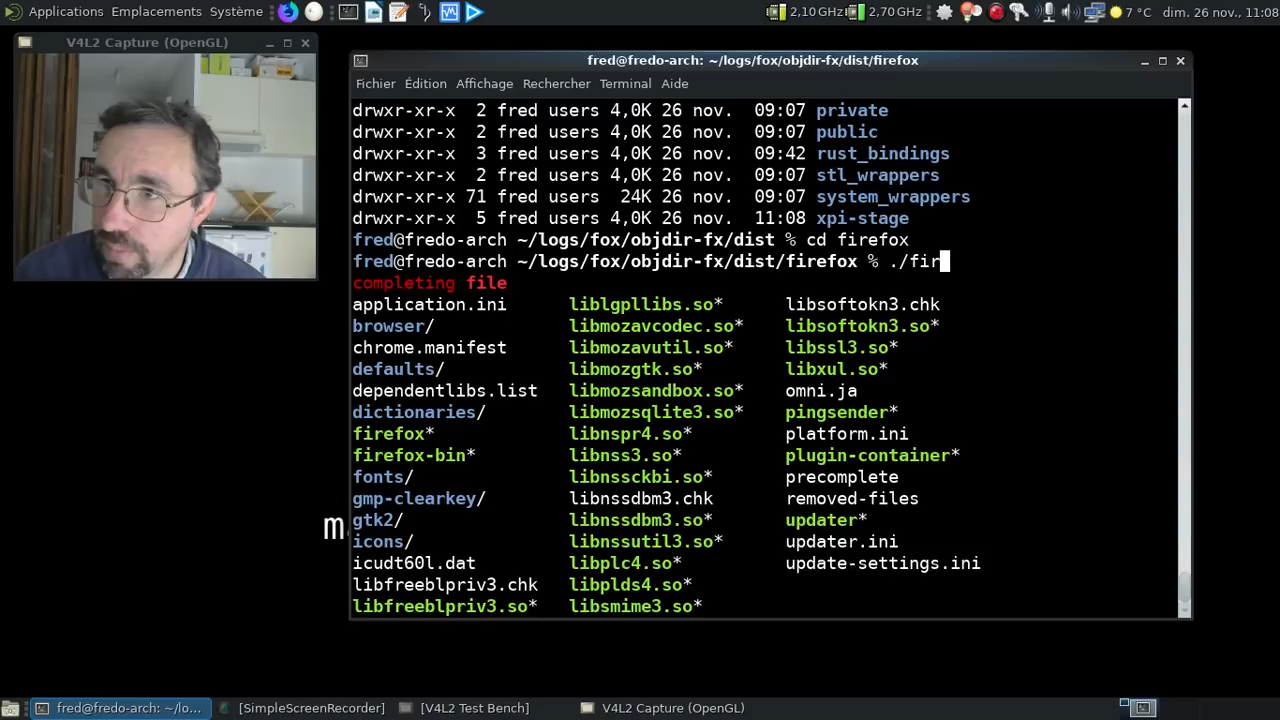 Applications Emplacements Système 2,10 GHz 2,70 GHz 7 °C dim. 26 nov., 11:08
V4L2 Capture (OpenGL)
fred@fredo-arch: ~/logs/fox/objdir-fx/dist/firefox
Fichier Édition Affichage Rechercher Terminal Aide
drwxr-xr-x 2 fred users 4,0K 26 nov. 09:07 private
drwxr-xr-x 2 fred users 4,0K 26 nov. 09:07 public
drwxr-xr-x 3 fred users 4,0K 26 nov. 09:42 rust_bindings
drwxr-xr-x 2 fred users 4,0K 26 nov. 09:07 stl_wrappers
drwxr-xr-x 71 fred users 24K 26 nov. 09:07 system_wrappers
drwxr-xr-x 5 fred users 4,0K 26 nov. 11:08 xpi-stage
fred@fredo-arch ~/logs/fox/objdir-fx/dist % cd firefox
fred@fredo-arch ~/logs/fox/objdir-fx/dist/firefox % ./fir
completing file
application.ini liblgpllibs.so* libsoftokn3.chk
browser/ libmozavcodec.so* libsoftokn3.so*
chrome.manifest libmozavutil.so* libssl3.so*
defaults/ libmozgtk.so* libxul.so*
dependentlibs.list libmozsandbox.so* omni.ja
dictionaries/ libmozsqlite3.so* pingsender*
firefox* libnspr4.so* platform.ini
firefox-bin* libnss3.so* plugin-container*
fonts/ libnssckbi.so* precomplete
gmp-clearkey/ libnssdbm3.chk removed-files
gtk2/ libnssdbm3.so* updater*
icons/ libnssutil3.so* updater.ini
icudt60l.dat libplc4.so* update-settings.ini
libfreeblpriv3.chk libplds4.so*
libfreeblpriv3.so* libsmime3.so*
fred@fredo-arch: ~/lo... [SimpleScreenRecorder] [V4L2 Test Bench] V4L2 Capture (OpenGL)